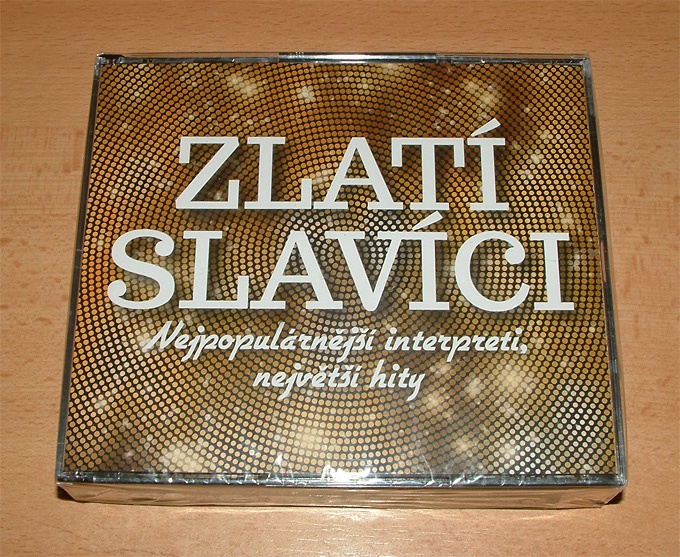 ZLATÍ
SLAVÍCI
Nejpopulárnější interpreti,
největší hity